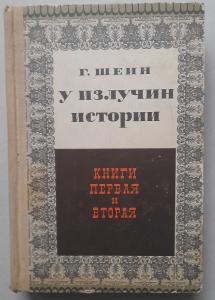 Г. ШЕИН
У ИЗЛУЧИН
ИСТОРИИ
КНИГИ
ПЕРВАЯ
и
ВТОРАЯ